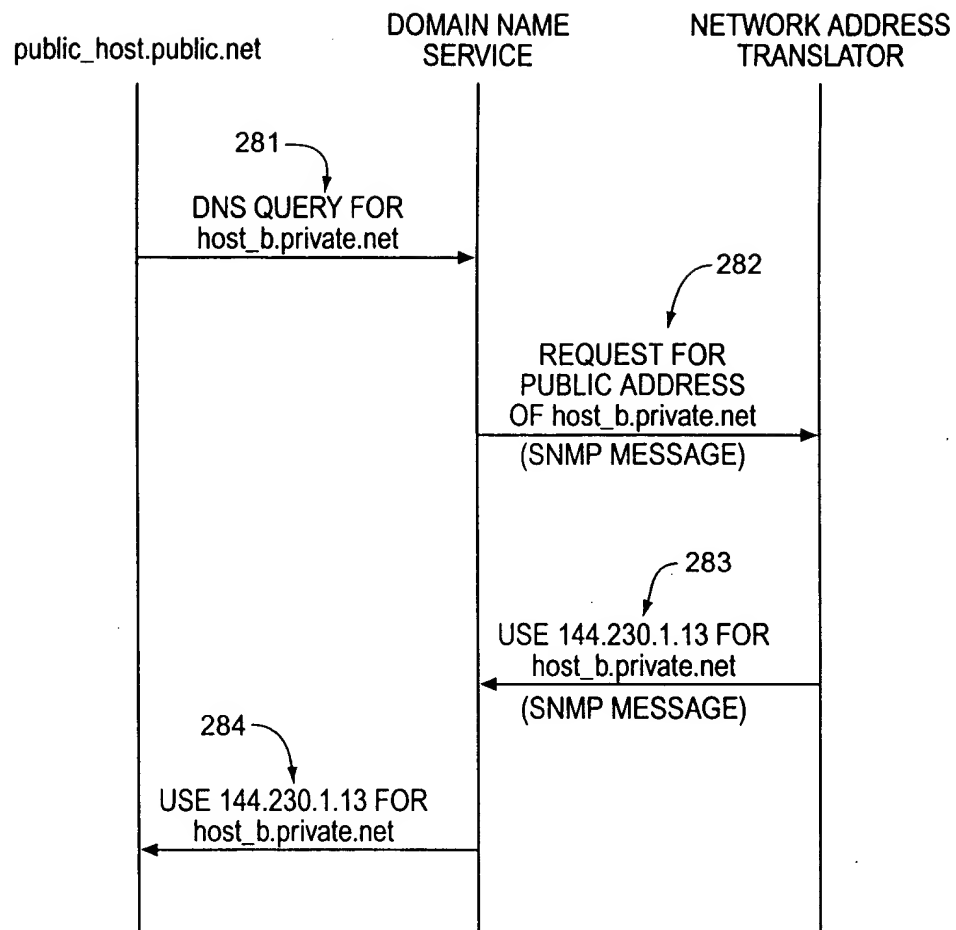 public_host.public.net
DOMAIN NAME
SERVICE
NETWORK ADDRESS
TRANSLATOR
281
DNS QUERY FOR
host_b.private.net
282
REQUEST FOR
PUBLIC ADDRESS
OF host_b.private.net
(SNMP MESSAGE)
283
USE 144.230.1.13 FOR
host_b.private.net
(SNMP MESSAGE)
284
USE 144.230.1.13 FOR
host_b.private.net